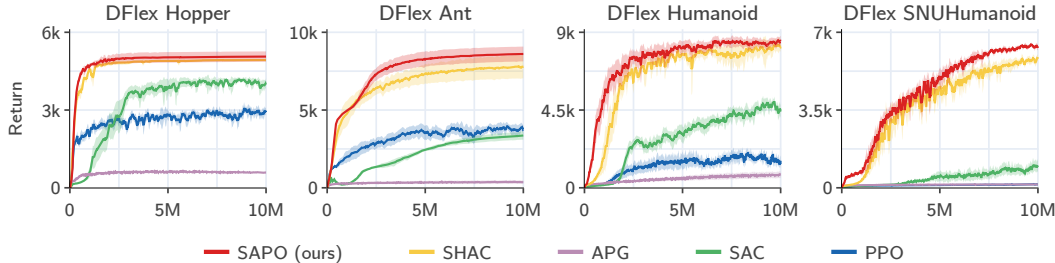 DFlex Hopper
DFlex Ant
DFlex Humanoid
DFlex SNUHumanoid
Return
6k
3k
0
0
5M
10M
10k
5k
0
0
5M
10M
9k
4.5k
0
0
5M
10M
7k
3.5k
0
0
5M
10M
SAPO (ours)
SHAC
APG
SAC
PPO